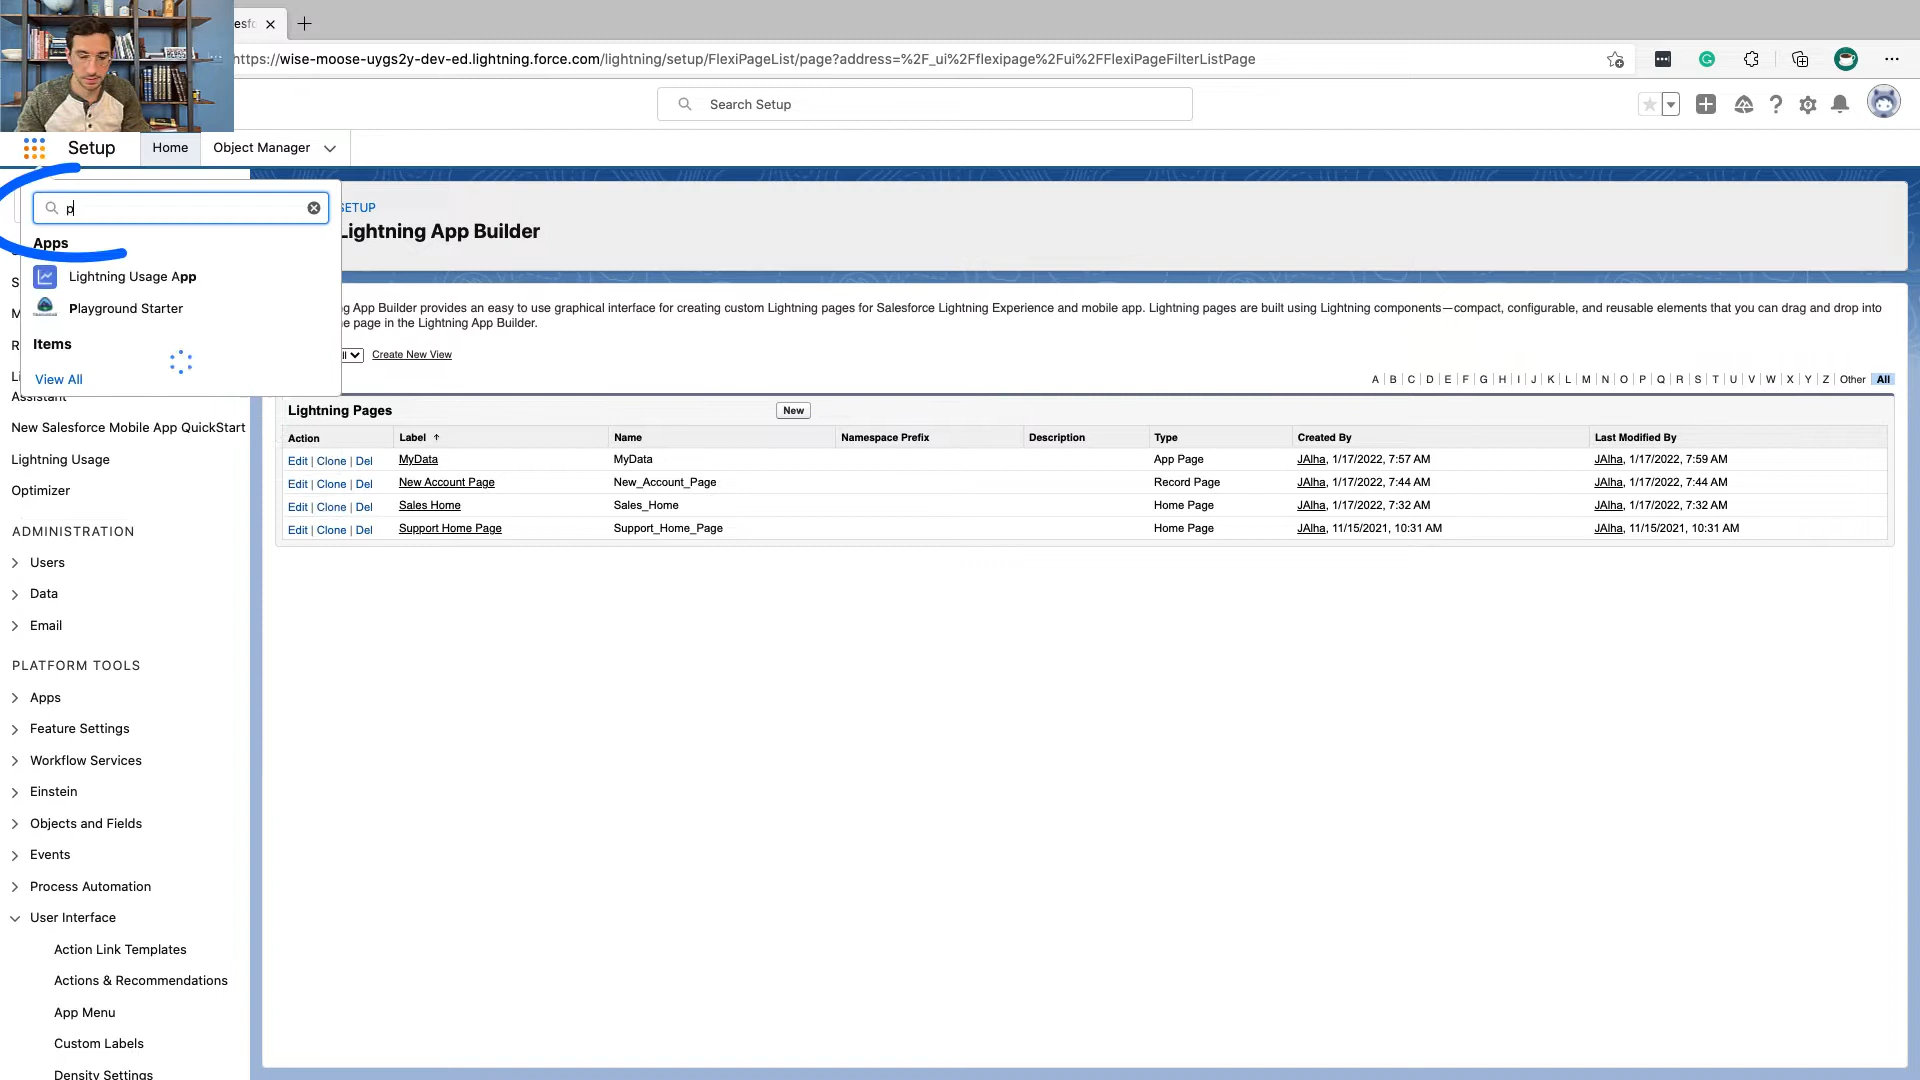 https://wise-moose-uygs2y-dev-ed.lightning.force.com/lightning/setup/FlexiPageList/page?address=%2F_ui%2Fflexipage%2Fui%2FFlexiPageFilterListPage
Search Setup
Setup
Home
Object Manager
p
Apps
Lightning Usage App
Playground Starter
Items
View All
SETUP
Lightning App Builder
App Builder provides an easy to use graphical interface for creating custom Lightning pages for Salesforce Lightning Experience and mobile app. Lightning pages are built using Lightning components—compact, configurable, and reusable elements that you can drag and drop into
page in the Lightning App Builder.
Create New View
A | B | C | D | E | F | G | H | I | J | K | L | M | N | O | P | Q | R | S | T | U | V | W | X | Y | Z | Other | All
Lightning Pages
New
Action Label Name Namespace Prefix Description Type Created By Last Modified By
Edit | Clone | Del MyData MyData App Page JAlha, 1/17/2022, 7:57 AM JAlha, 1/17/2022, 7:59 AM
Edit | Clone | Del New Account Page New_Account_Page Record Page JAlha, 1/17/2022, 7:44 AM JAlha, 1/17/2022, 7:44 AM
Edit | Clone | Del Sales Home Sales_Home Home Page JAlha, 1/17/2022, 7:32 AM JAlha, 1/17/2022, 7:32 AM
Edit | Clone | Del Support Home Page Support_Home_Page Home Page JAlha, 11/15/2021, 10:31 AM JAlha, 11/15/2021, 10:31 AM
Assistant
New Salesforce Mobile App QuickStart
Lightning Usage
Optimizer
ADMINISTRATION
Users
Data
Email
PLATFORM TOOLS
Apps
Feature Settings
Workflow Services
Einstein
Objects and Fields
Events
Process Automation
User Interface
Action Link Templates
Actions & Recommendations
App Menu
Custom Labels
Density Settings